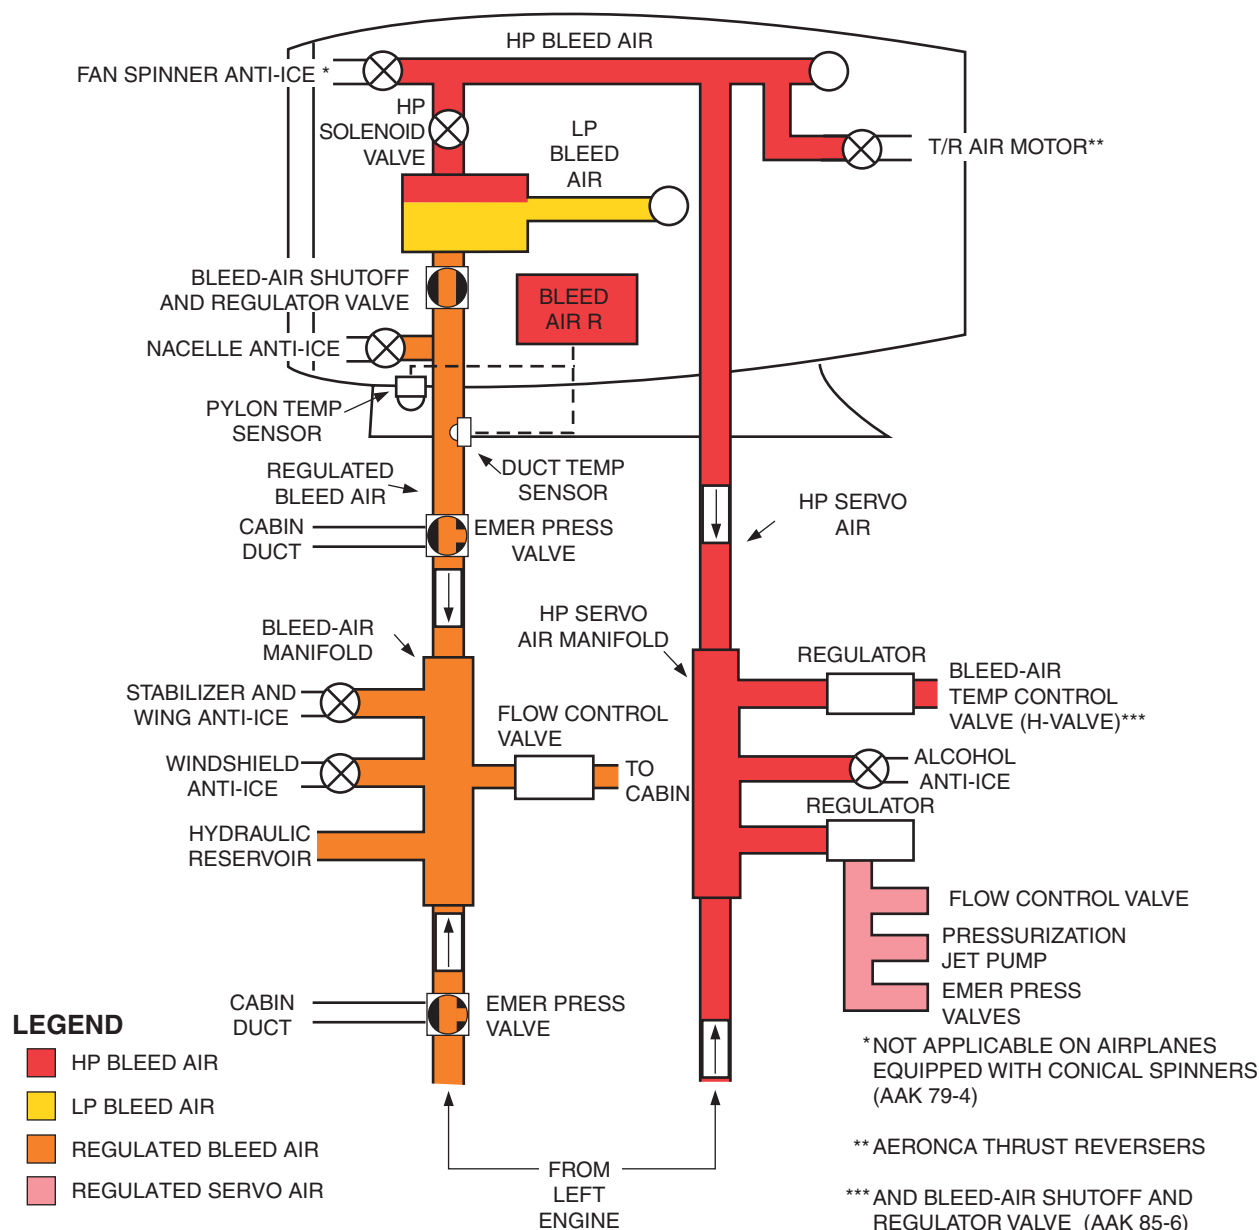 HP BLEED AIR
FAN SPINNER ANTI-ICE *
HP
SOLENOID
VALVE
LP
BLEED
AIR
T/R AIR MOTOR**
BLEED-AIR SHUTOFF
AND REGULATOR VALVE
BLEED
AIR R
NACELLE ANTI-ICE
PYLON TEMP
SENSOR
DUCT TEMP
SENSOR
REGULATED
BLEED AIR
HP SERVO
AIR
CABIN
DUCT
EMER PRESS
VALVE
BLEED-AIR
MANIFOLD
HP SERVO
AIR MANIFOLD
REGULATOR
BLEED-AIR
TEMP CONTROL
VALVE (H-VALVE)***
STABILIZER AND
WING ANTI-ICE
FLOW CONTROL
VALVE
WINDSHIELD
ANTI-ICE
TO
CABIN
ALCOHOL
ANTI-ICE
REGULATOR
HYDRAULIC
RESERVOIR
FLOW CONTROL VALVE
PRESSURIZATION
JET PUMP
EMER PRESS
VALVES
CABIN
DUCT
EMER PRESS
VALVE
LEGEND
HP BLEED AIR
LP BLEED AIR
REGULATED BLEED AIR
REGULATED SERVO AIR
FROM
LEFT
ENGINE
*NOT APPLICABLE ON AIRPLANES
EQUIPPED WITH CONICAL SPINNERS
(AAK 79-4)
**AERONCA THRUST REVERSERS
***AND BLEED-AIR SHUTOFF AND
REGULATOR VALVE (AAK 85-6)